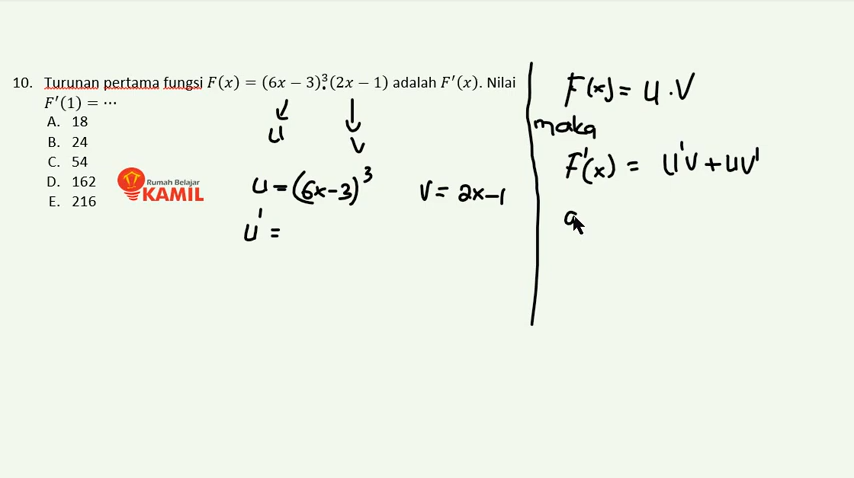 10. Turunan pertama fungsi F(x) = (6x − 3)³.(2x − 1) adalah F′(x). Nilai
F′(1) = ⋯
A. 18
B. 24
C. 54
D. 162
E. 216
Rumah Belajar
KAMIL
u
v
u = (6x-3)³
v = 2x-1
u' =
F(x) = u . v
maka
F'(x) = u'v + uv'